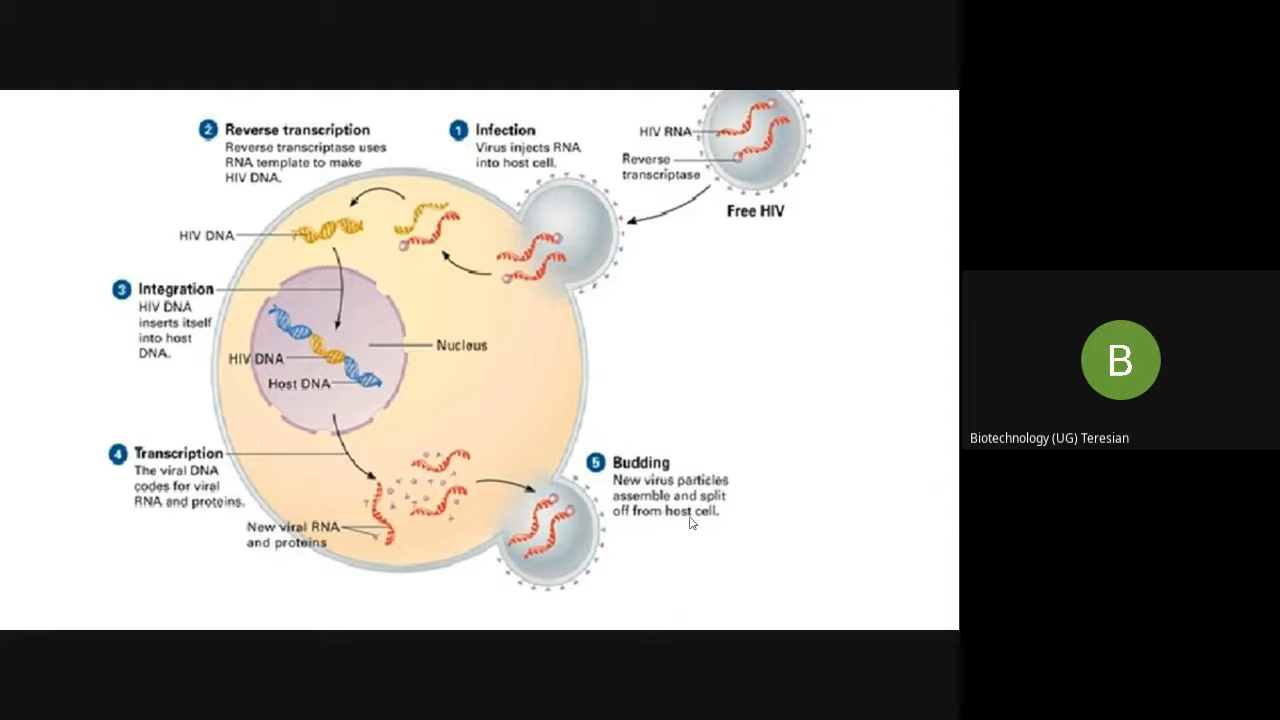 2 Reverse transcription
Reverse transcriptase uses
RNA template to make
HIV DNA.
1 Infection
Virus injects RNA
into host cell.
HIV RNA
Reverse
transcriptase
Free HIV
HIV DNA
3 Integration
HIV DNA
inserts itself
into host
DNA.
Nucleus
HIV DNA
Host DNA
4 Transcription
The viral DNA
codes for viral
RNA and proteins.
New viral RNA
and proteins
5 Budding
New virus particles
assemble and split
off from host cell.
B
Biotechnology (UG) Teresian